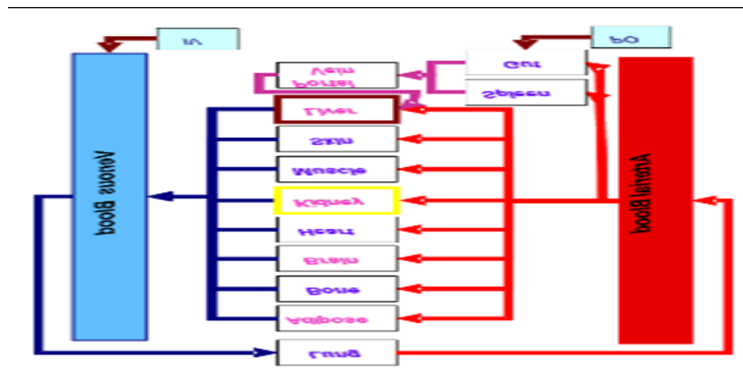 IV
PO
Portal
Vein
Gut
Spleen
Liver
Skin
Muscle
Kidney
Heart
Brain
Bone
Adipose
Lung
Venous Blood
Arterial Blood